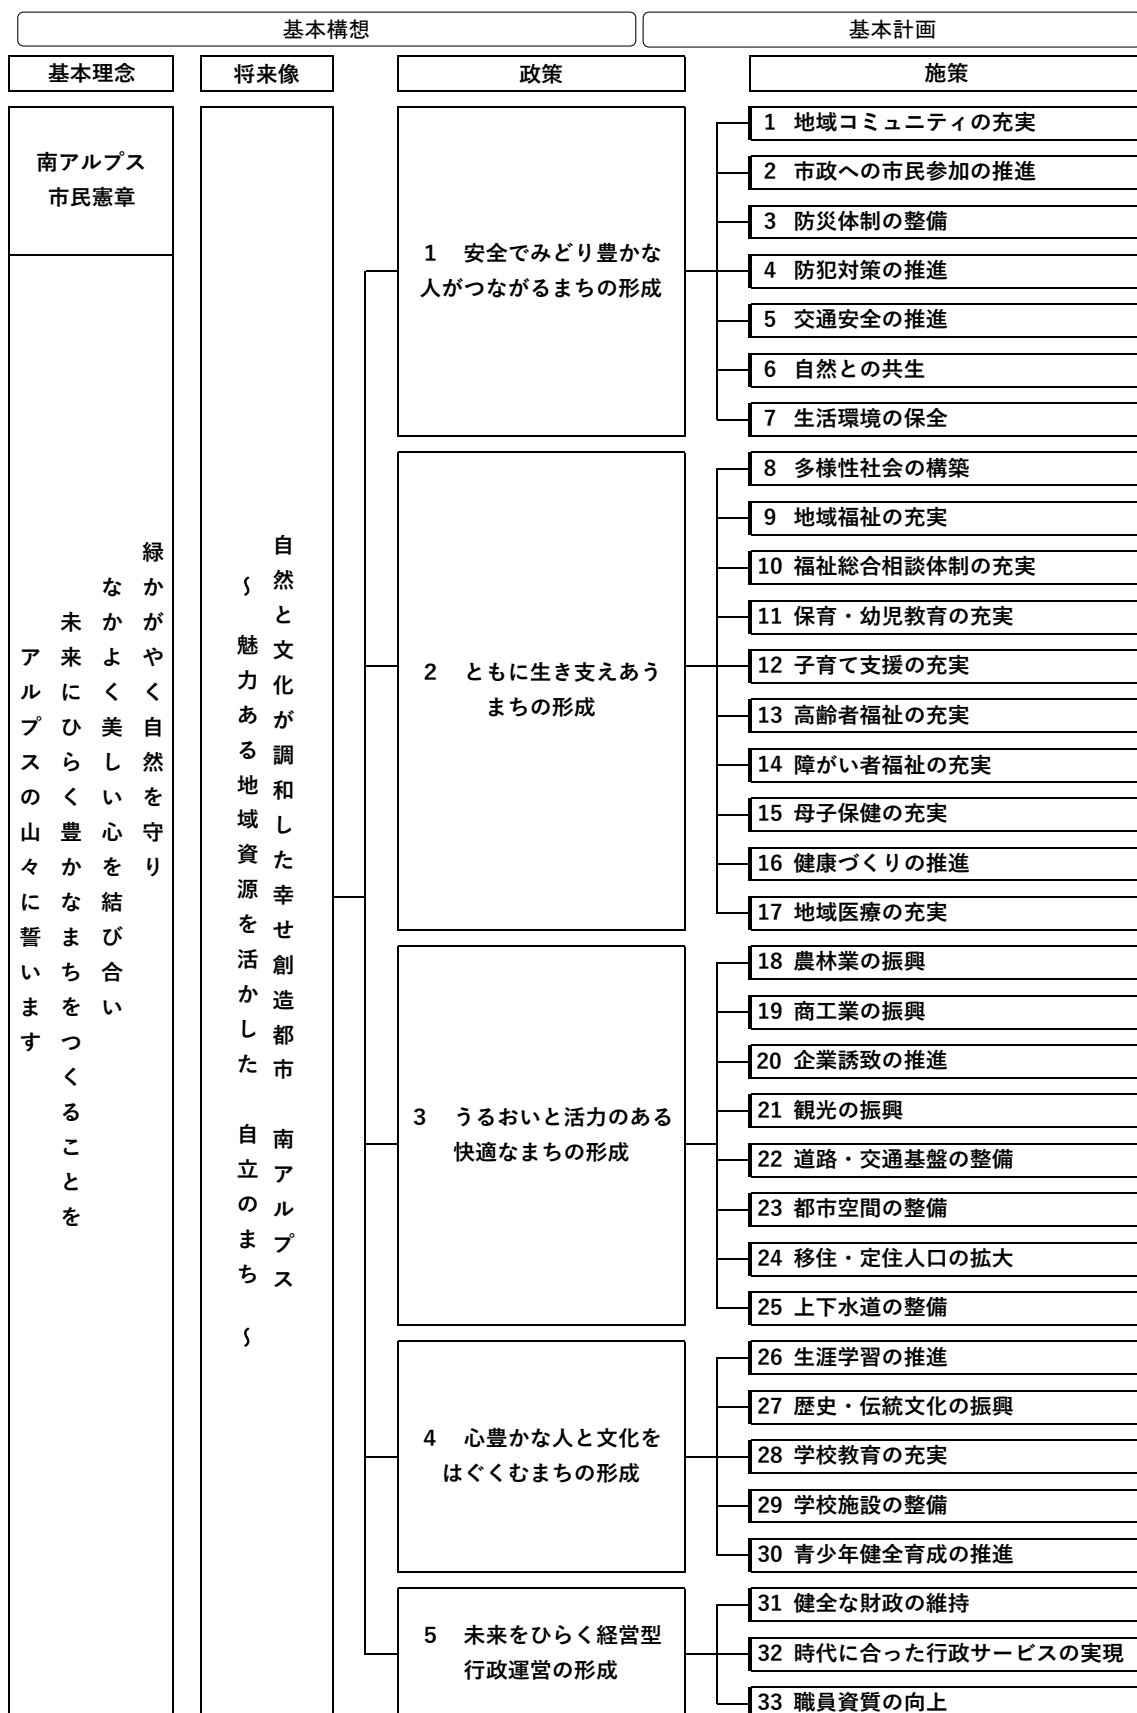 基本構想
基本計画
基本理念
将来像
政策
施策
南アルプス
市民憲章
緑かがやく自然を守り
なかよく美しい心を結び合い
未来にひらく豊かなまちをつくることを
アルプスの山々に誓います
自然と文化が調和した幸せ創造都市　南アルプス
～　魅力ある地域資源を活かした　自立のまち　～
1　安全でみどり豊かな
人がつながるまちの形成
1 地域コミュニティの充実
2 市政への市民参加の推進
3 防災体制の整備
4 防犯対策の推進
5 交通安全の推進
6 自然との共生
7 生活環境の保全
2　ともに生き支えあう
まちの形成
8 多様性社会の構築
9 地域福祉の充実
10 福祉総合相談体制の充実
11 保育・幼児教育の充実
12 子育て支援の充実
13 高齢者福祉の充実
14 障がい者福祉の充実
15 母子保健の充実
16 健康づくりの推進
17 地域医療の充実
3　うるおいと活力のある
快適なまちの形成
18 農林業の振興
19 商工業の振興
20 企業誘致の推進
21 観光の振興
22 道路・交通基盤の整備
23 都市空間の整備
24 移住・定住人口の拡大
25 上下水道の整備
4　心豊かな人と文化を
はぐくむまちの形成
26 生涯学習の推進
27 歴史・伝統文化の振興
28 学校教育の充実
29 学校施設の整備
30 青少年健全育成の推進
5　未来をひらく経営型
行政運営の形成
31 健全な財政の維持
32 時代に合った行政サービスの実現
33 職員資質の向上